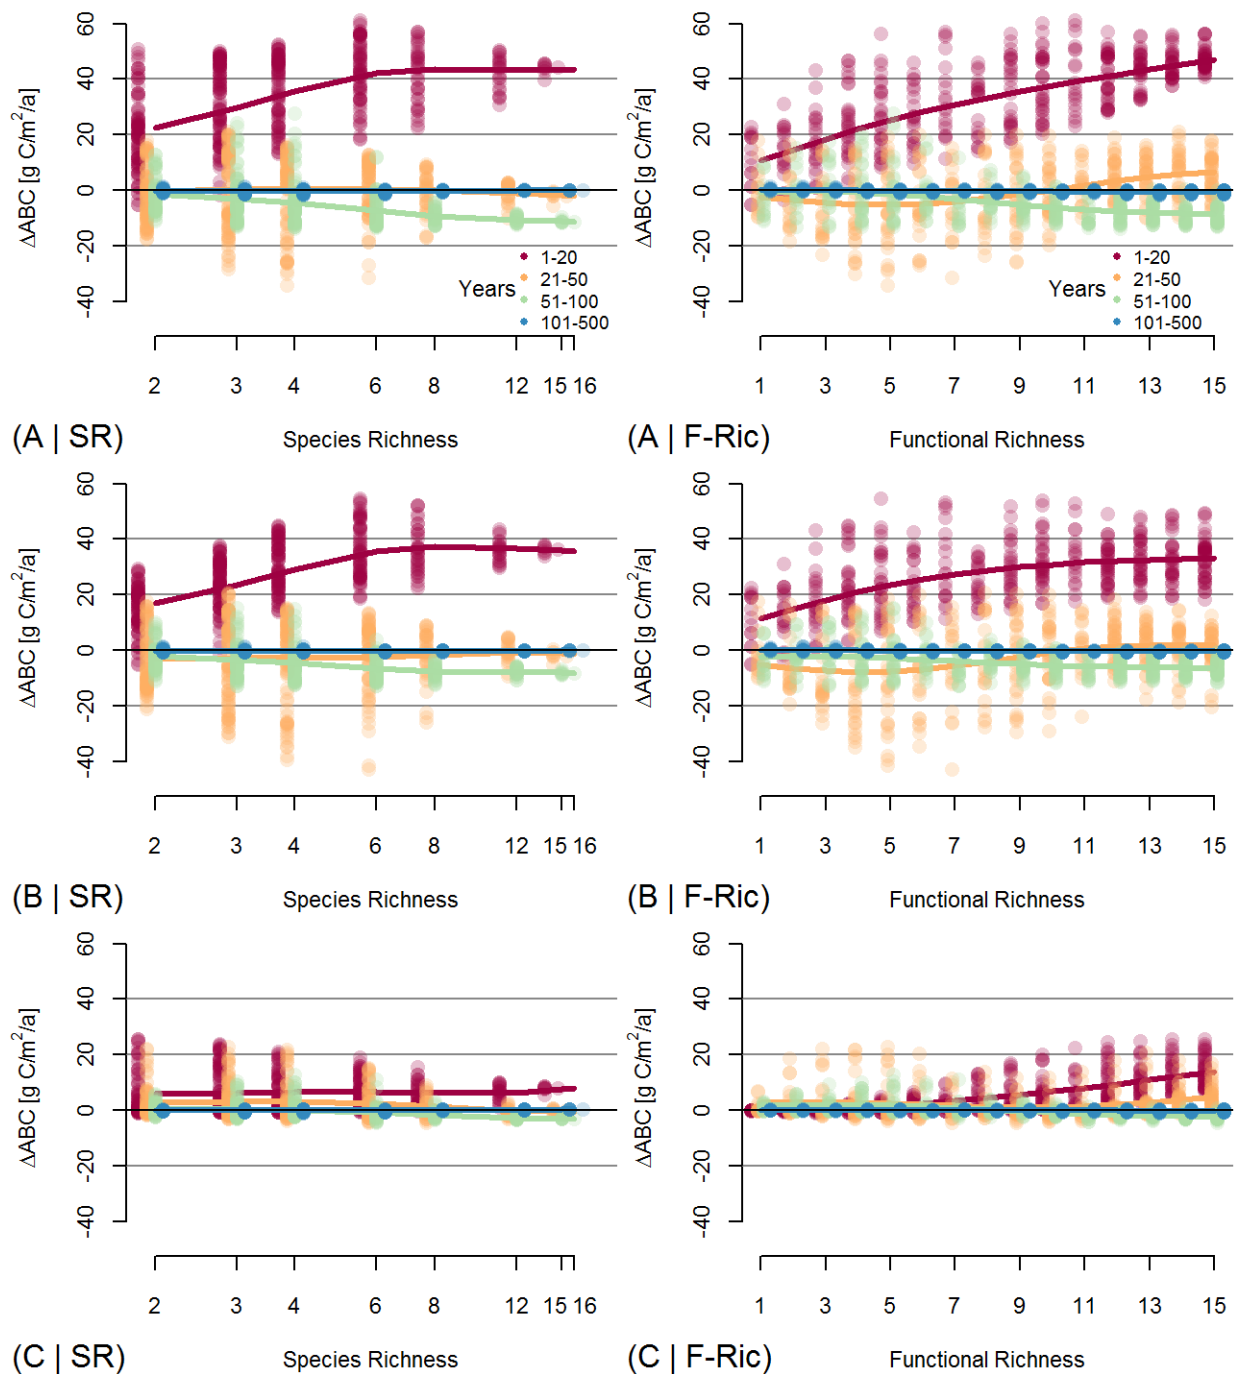 60
40
20
0
-20
-40
ΔABC [g C/m²/a]
Years
1-20
21-50
51-100
101-500
2 3 4 6 8 12 15 16
(A | SR) Species Richness
60
40
20
0
-20
-40
ΔABC [g C/m²/a]
Years
1-20
21-50
51-100
101-500
1 3 5 7 9 11 13 15
(A | F-Ric) Functional Richness
60
40
20
0
-20
-40
ΔABC [g C/m²/a]
2 3 4 6 8 12 15 16
(B | SR) Species Richness
60
40
20
0
-20
-40
ΔABC [g C/m²/a]
1 3 5 7 9 11 13 15
(B | F-Ric) Functional Richness
60
40
20
0
-20
-40
ΔABC [g C/m²/a]
2 3 4 6 8 12 15 16
(C | SR) Species Richness
60
40
20
0
-20
-40
ΔABC [g C/m²/a]
1 3 5 7 9 11 13 15
(C | F-Ric) Functional Richness